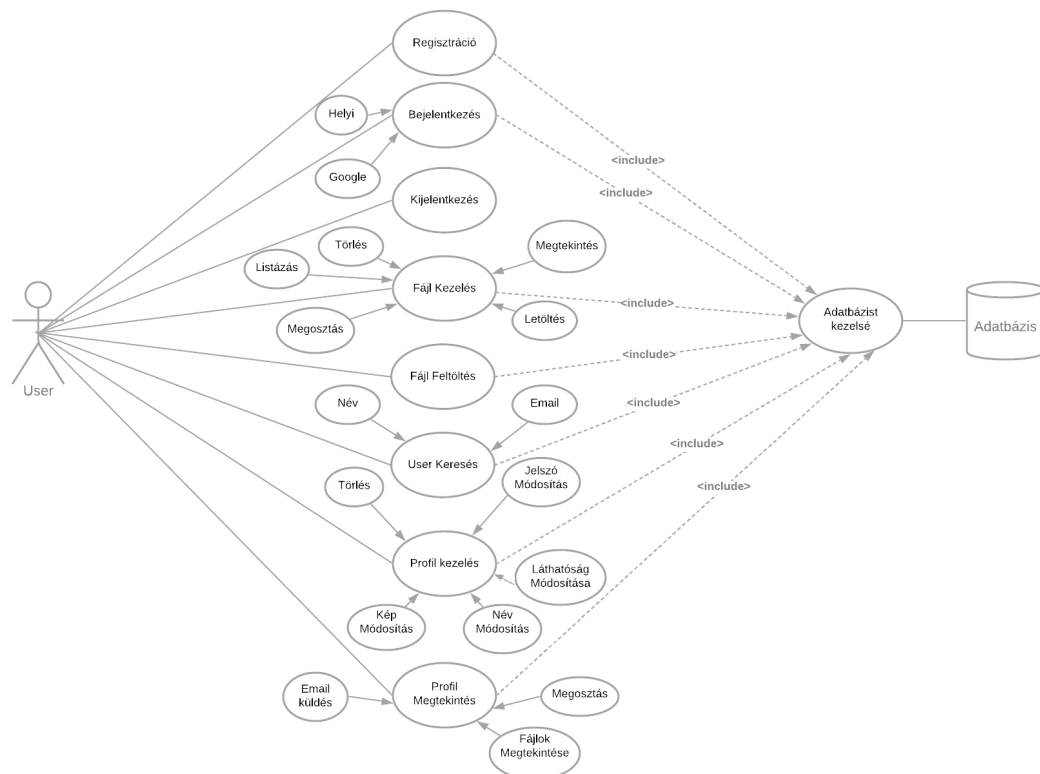 Regisztráció
Helyi
Bejelentkezés
Google
<include>
<include>
Kijelentkezés
Törlés
Megtekintés
Listázás
Fájl Kezelés
<include>
Megosztás
Letöltés
Adatbázist
kezelsé
Adatbázis
User
Fájl Feltöltés
<include>
Név
Email
<include>
User Keresés
<include>
Törlés
Jelszó
Módosítás
<include>
Profil kezelés
Láthatóság
Módosítása
Kép
Módosítás
Név
Módosítás
Email
küldés
Profil
Megtekintés
Megosztás
Fájlok
Megtekintése